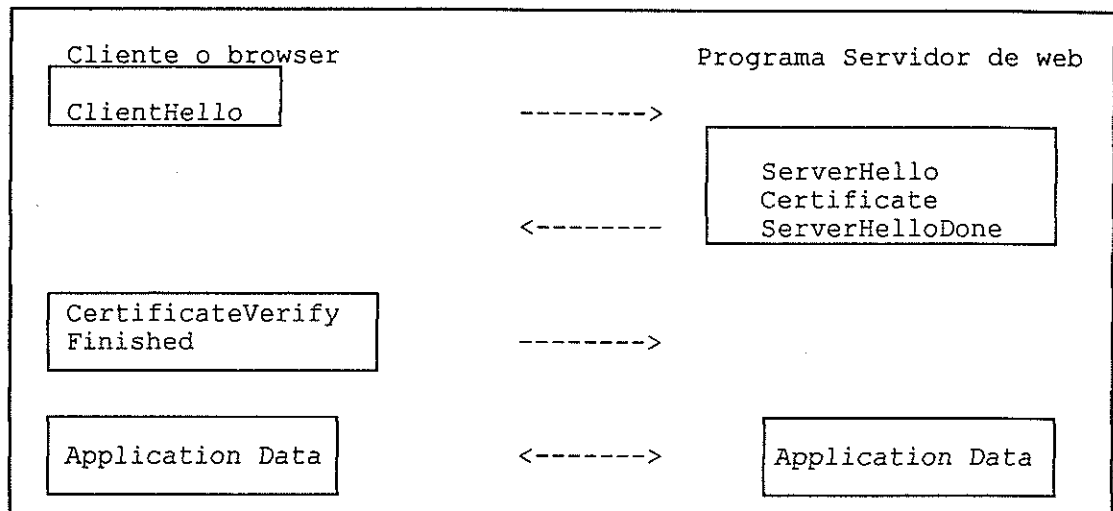 Cliente o browser Programa Servidor de web
ClientHello -------->
ServerHello
Certificate
<-------- ServerHelloDone
CertificateVerify
Finished -------->
Application Data <-------> Application Data